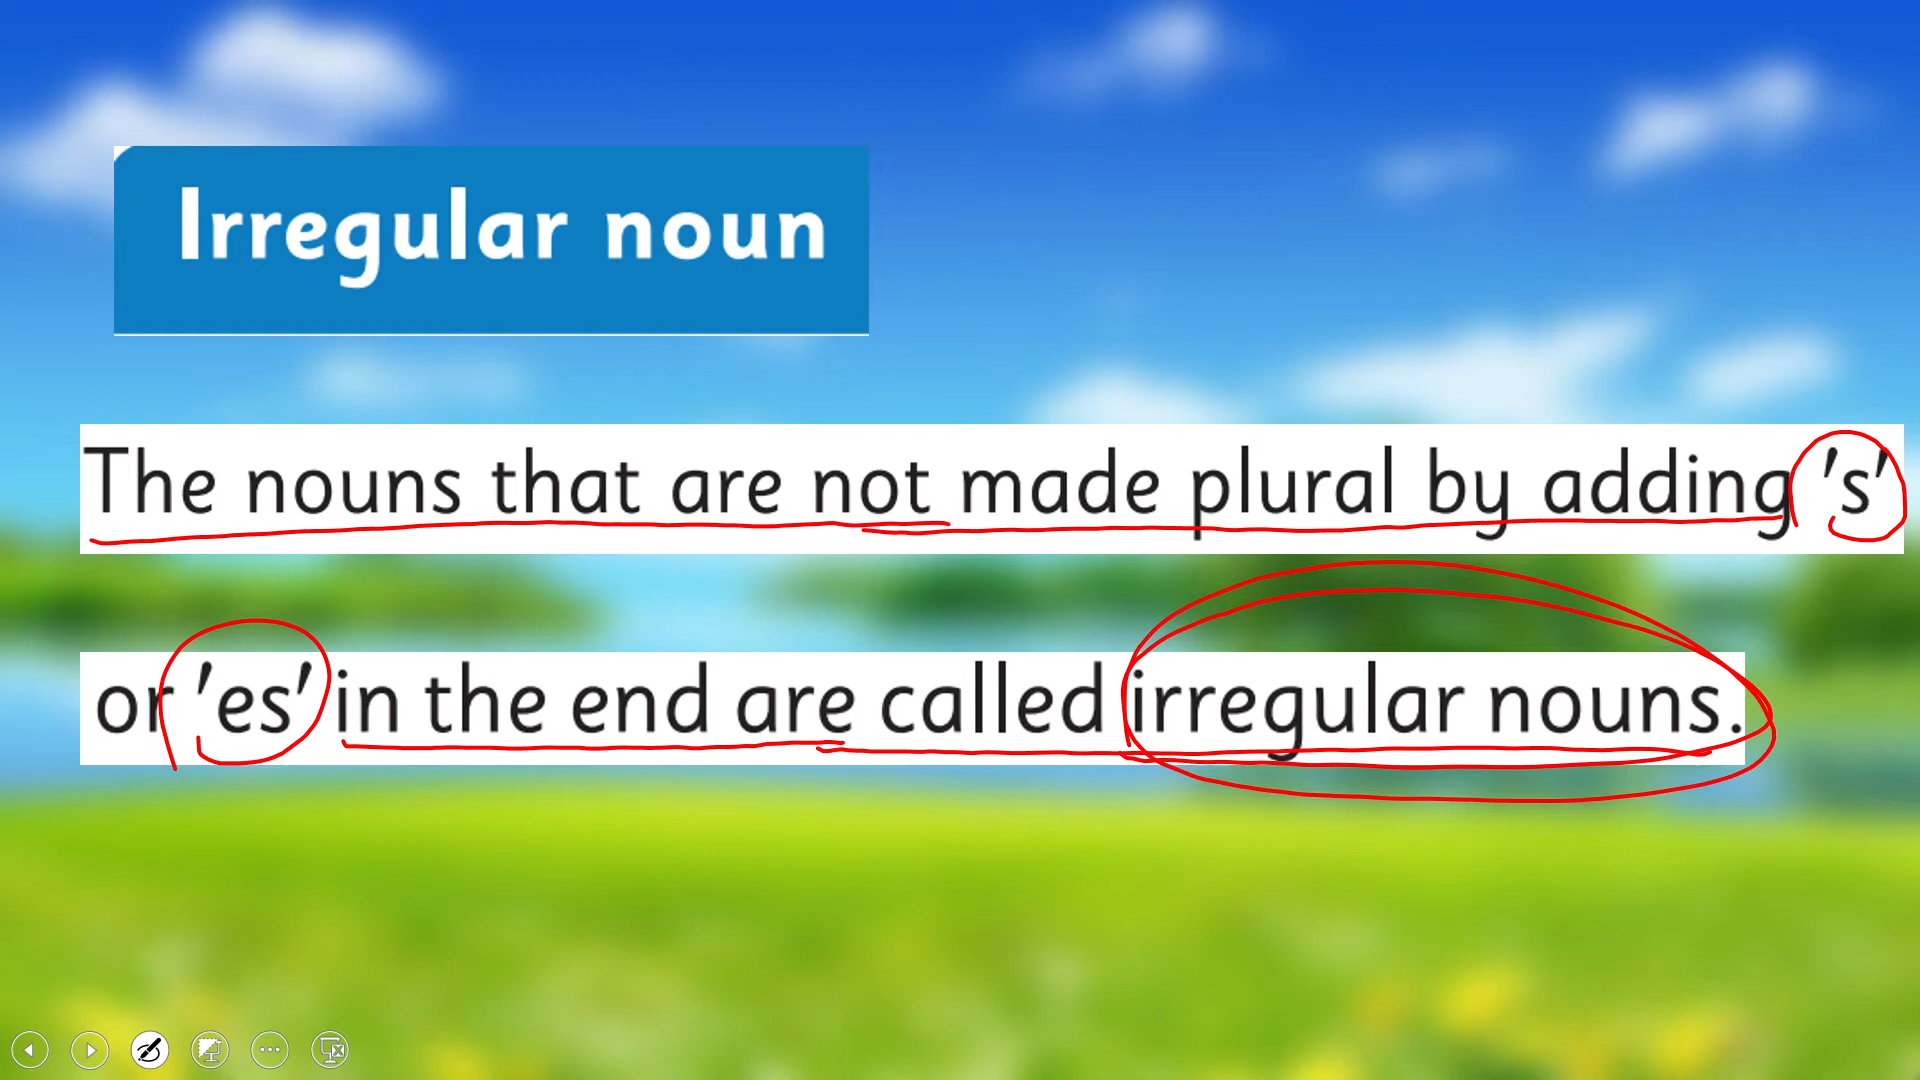 Irregular noun
The nouns that are not made plural by adding 's'
or 'es' in the end are called irregular nouns.